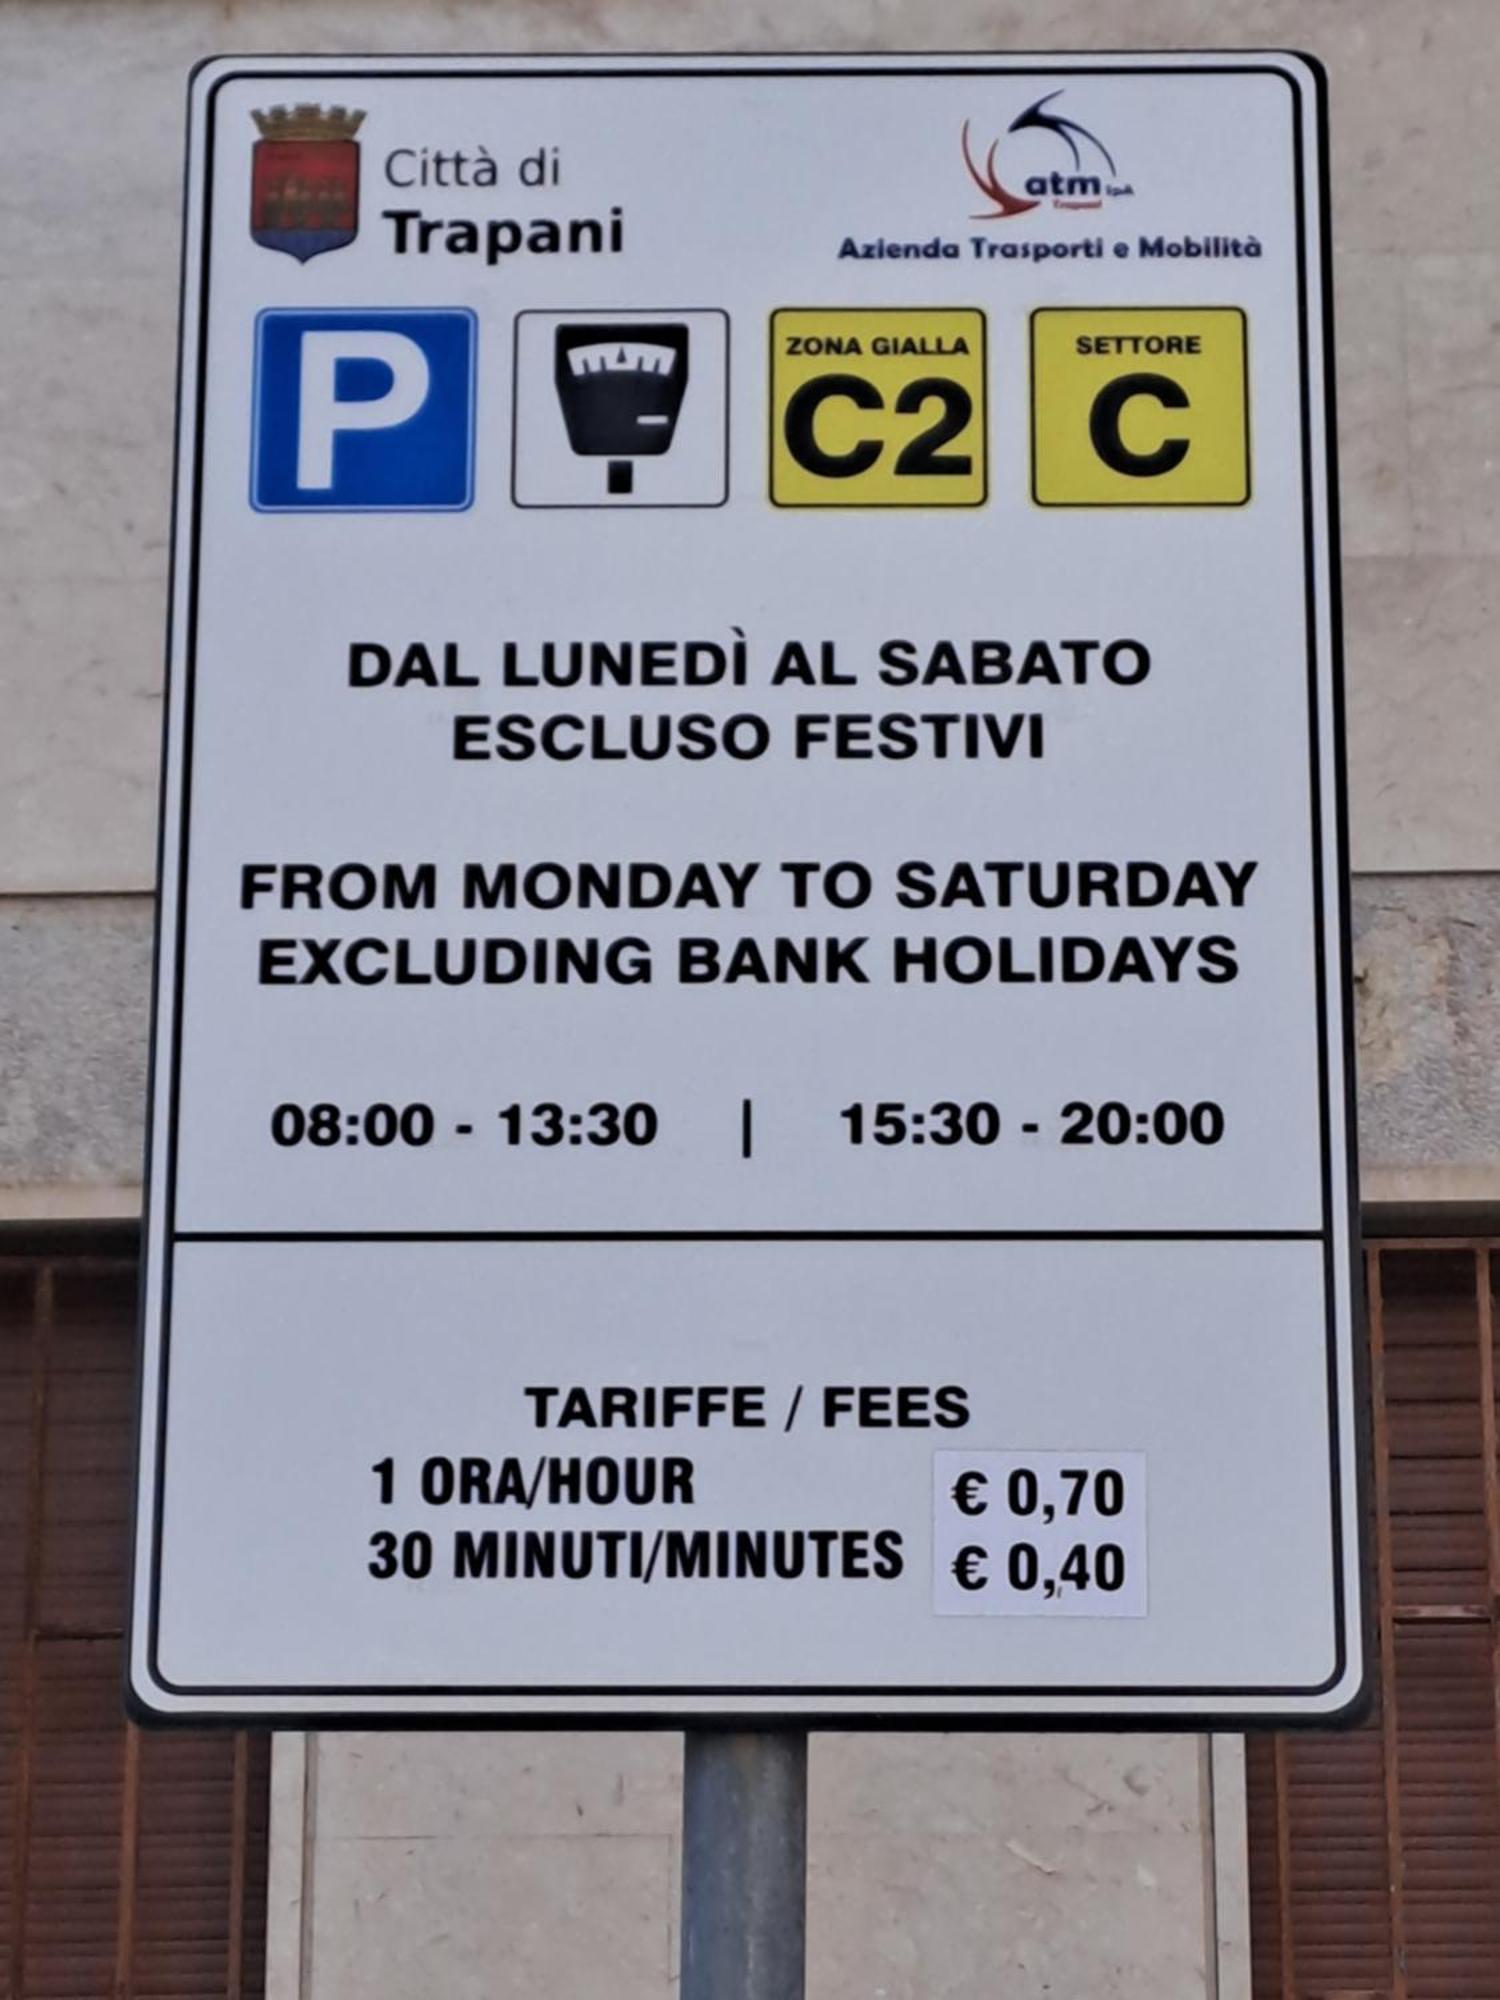 Città di
Trapani
atm SpA
Trapani
Azienda Trasporti e Mobilità
P
ZONA GIALLA
C2
SETTORE
C
DAL LUNEDÌ AL SABATO
ESCLUSO FESTIVI
FROM MONDAY TO SATURDAY
EXCLUDING BANK HOLIDAYS
08:00 - 13:30 | 15:30 - 20:00
TARIFFE / FEES
1 ORA/HOUR € 0,70
30 MINUTI/MINUTES € 0,40